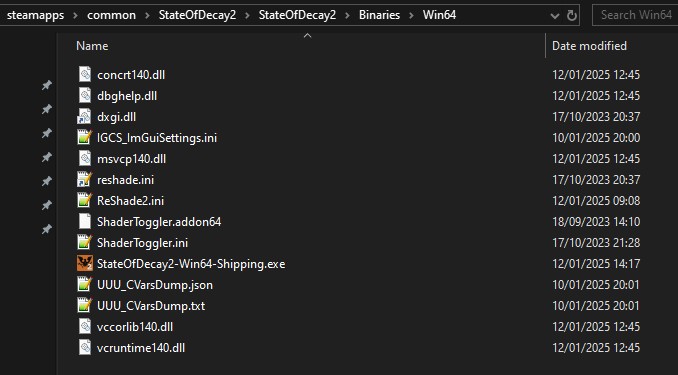 steamapps > common > StateOfDecay2 > StateOfDecay2 > Binaries > Win64 Search Win64
Name Date modified
concrt140.dll 12/01/2025 12:45
dbghelp.dll 12/01/2025 12:45
dxgi.dll 17/10/2023 20:37
IGCS_ImGuiSettings.ini 10/01/2025 20:00
msvcp140.dll 12/01/2025 12:45
reshade.ini 17/10/2023 20:37
ReShade2.ini 12/01/2025 09:08
ShaderToggler.addon64 18/09/2023 14:10
ShaderToggler.ini 17/10/2023 21:28
StateOfDecay2-Win64-Shipping.exe 12/01/2025 14:17
UUU_CVarsDump.json 10/01/2025 20:01
UUU_CVarsDump.txt 10/01/2025 20:01
vccorlib140.dll 12/01/2025 12:45
vcruntime140.dll 12/01/2025 12:45